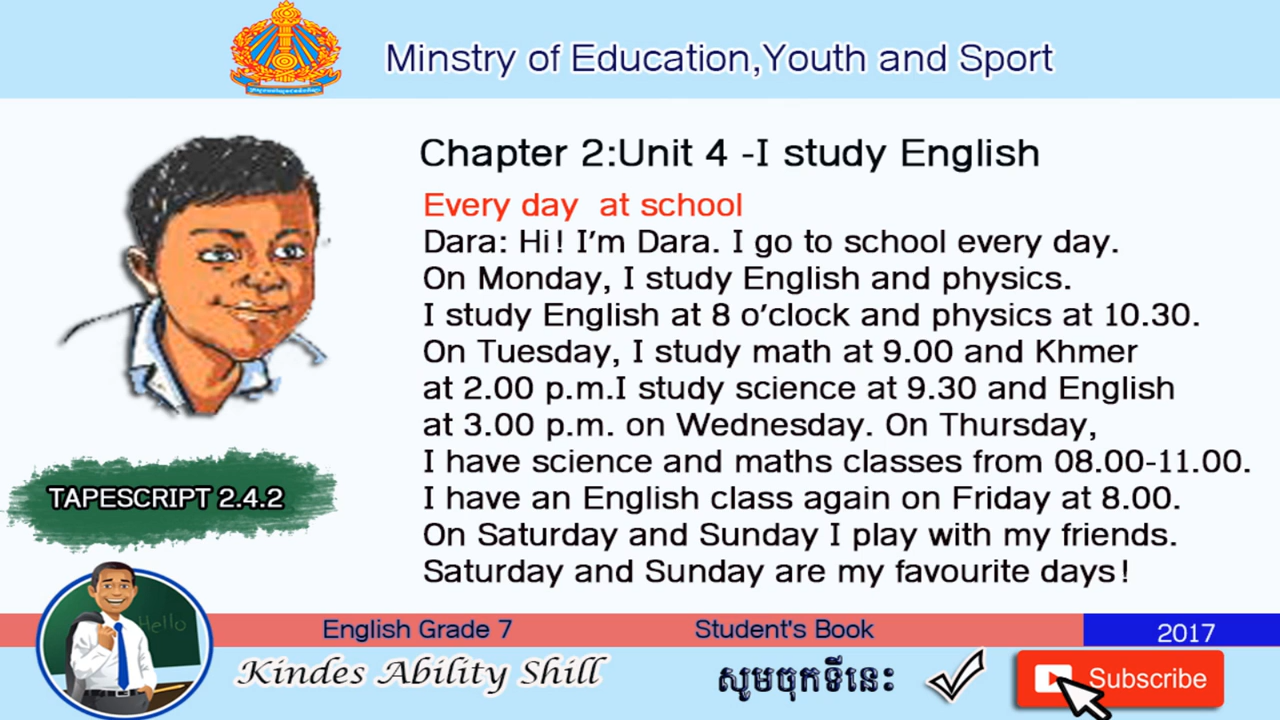 Minstry of Education,Youth and Sport
Chapter 2:Unit 4 -I study English
Every day at school
Dara: Hi! I'm Dara. I go to school every day.
On Monday, I study English and physics.
I study English at 8 o'clock and physics at 10.30.
On Tuesday, I study math at 9.00 and Khmer
at 2.00 p.m.I study science at 9.30 and English
at 3.00 p.m. on Wednesday. On Thursday,
I have science and maths classes from 08.00-11.00.
I have an English class again on Friday at 8.00.
On Saturday and Sunday I play with my friends.
Saturday and Sunday are my favourite days!
TAPESCRIPT 2.4.2
Hello
English Grade 7
Student's Book
2017
Kindes Ability Shill
សូមចុកទីនេះ
Subscribe